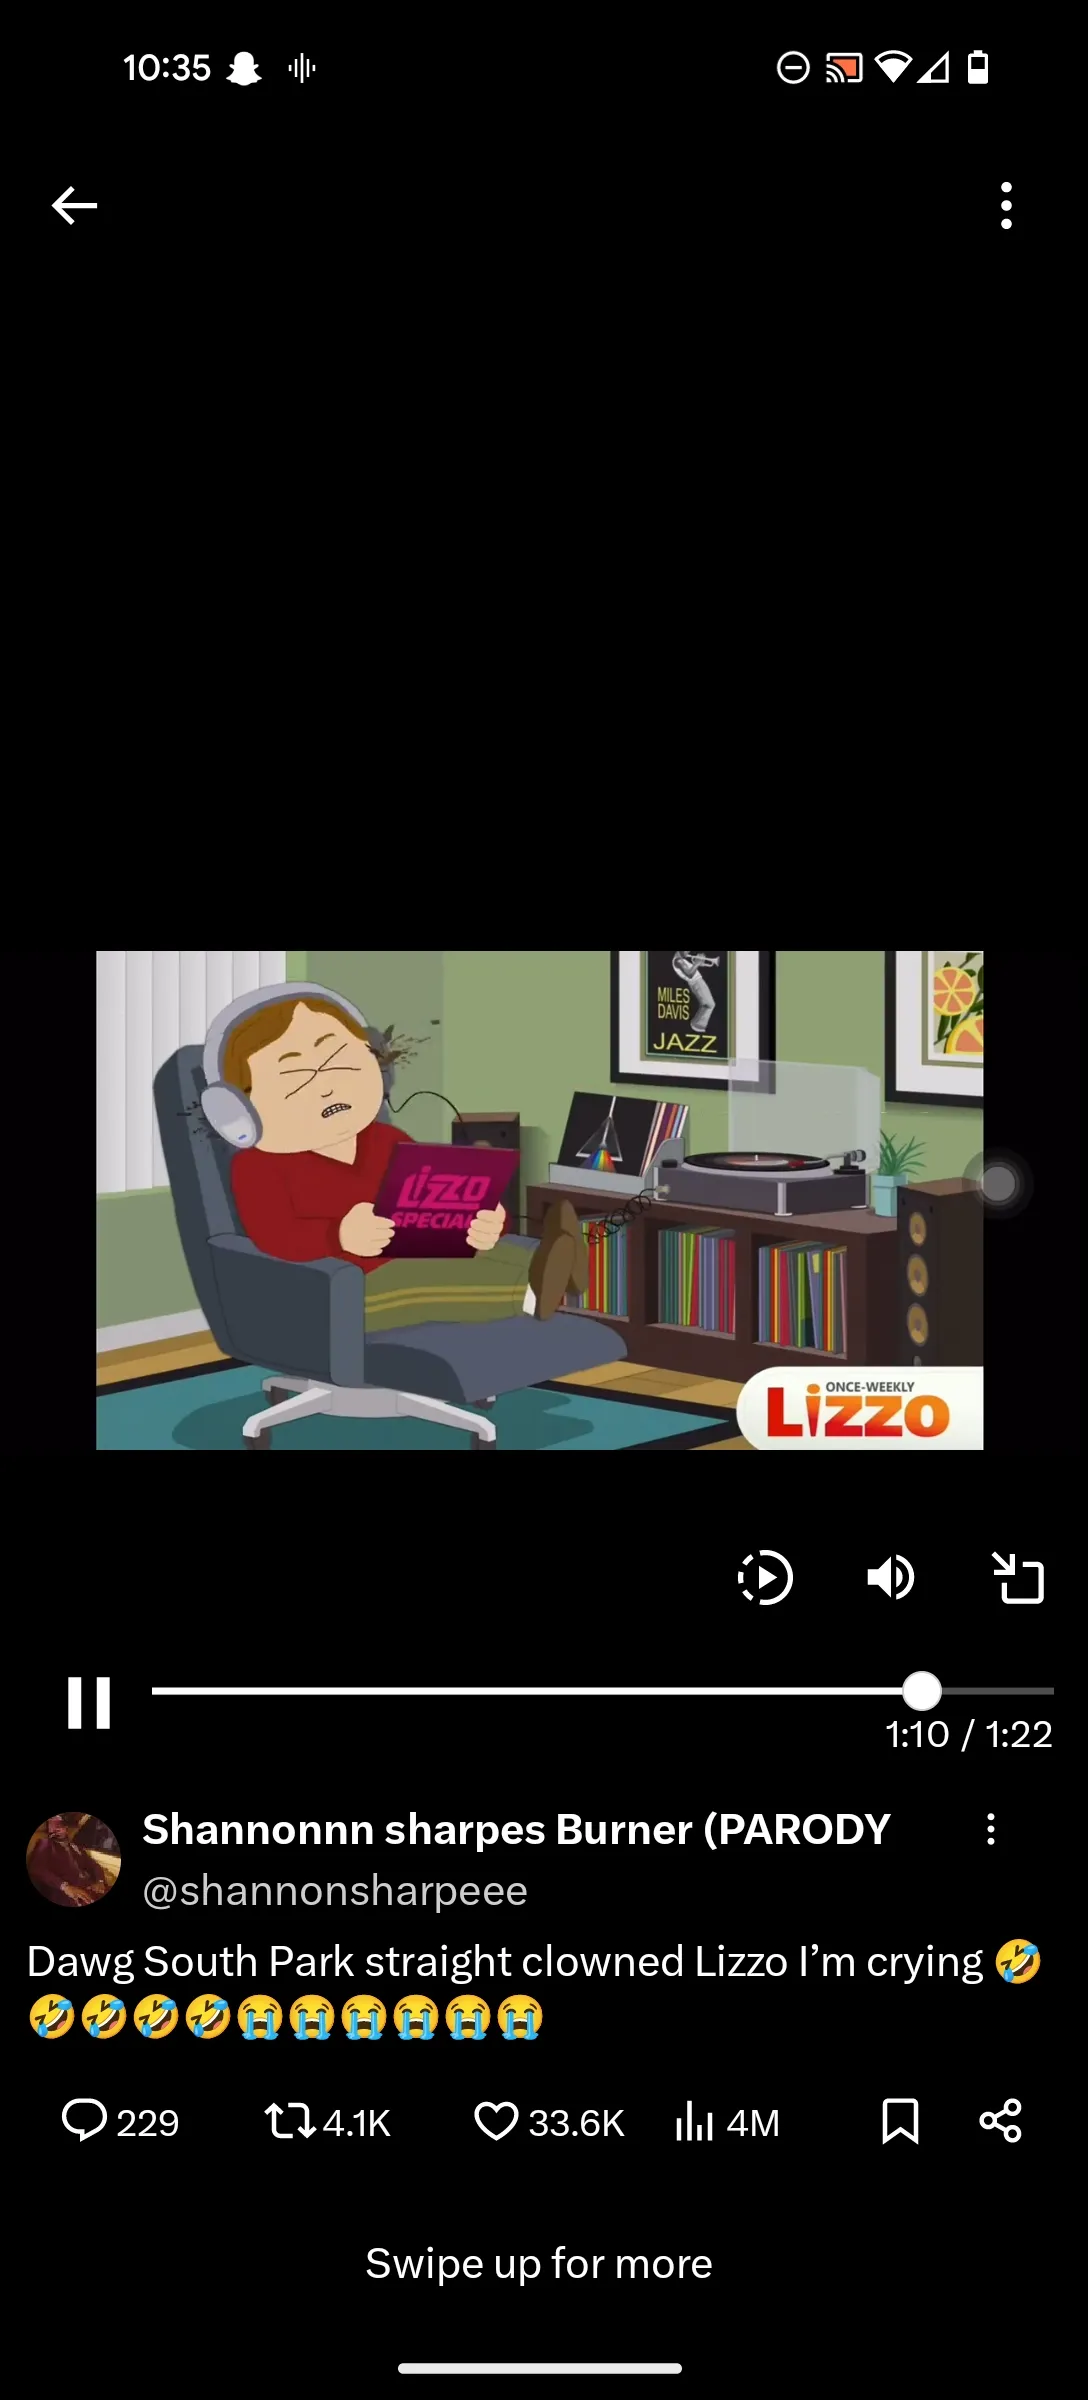 10:35
MILES
DAVIS
JAZZ
LIZZO
SPECIAL
ONCE-WEEKLY
Lizzo
1:10 / 1:22
Shannonnn sharpes Burner (PARODY
@shannonsharpeee
Dawg South Park straight clowned Lizzo I’m crying 🤣
🤣🤣🤣🤣😭😭😭😭😭😭
229 4.1K 33.6K 4M
Swipe up for more